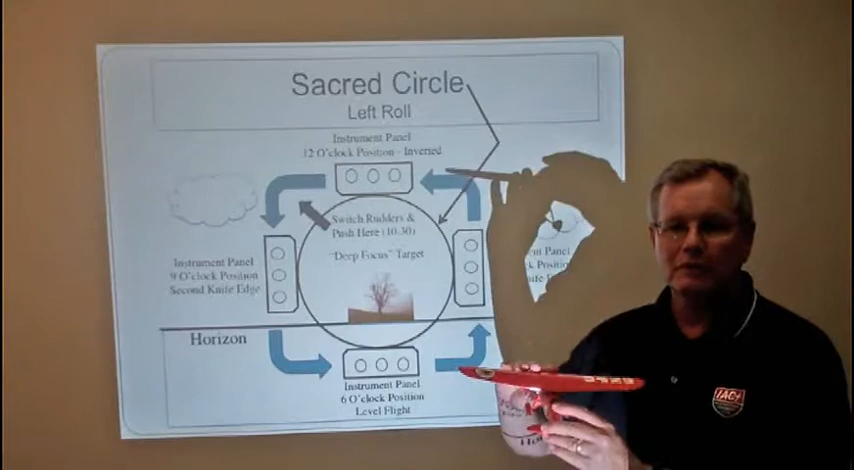 Sacred Circle
Left Roll
Instrument Panel
12 O'clock Position - Inverted
Switch Rudders &
Push Here (10:30)
"Deep Focus" Target
Instrument Panel
9 O'clock Position
Second Knife Edge
Horizon
Instrument Panel
6 O'clock Position
Level Flight
Panel
IAC